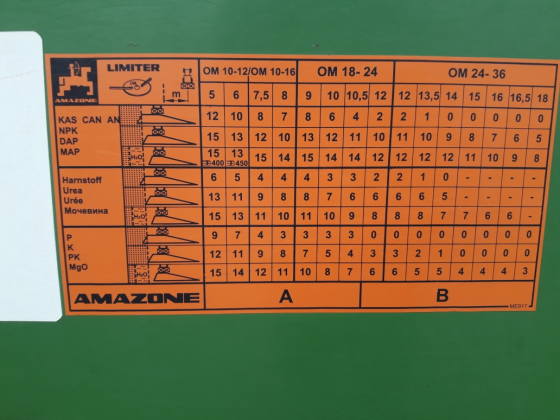 LIMITER OM 10-12/OM 10-16 OM 18-24 OM 24-36
AMAZONE m 5 6 7,5 8 9 10 10,5 12 12 13,5 14 15 16 16,5 18
KAS CAN AN 12 10 8 7 8 6 4 2 2 1 0 0 0 0 0
NPK
DAP 15 13 12 10 13 12 11 10 11 10 9 8 7 6 5
MAP 15 400 13 450 15 14 15 14 14 12 12 12 12 11 10 9 8
Harnstoff 6 5 4 4 4 3 3 2 2 1 0 - - - -
Urea
Urée 13 11 9 8 8 7 6 6 6 6 5 - - - -
Мочевина 15 13 11 10 11 10 9 8 8 8 7 7 6 6 -
P 9 7 4 3 3 3 0 0 0 0 0 0 0 0 0
K
PK 12 11 9 8 7 5 4 3 3 2 1 0 0 0 0
MgO 15 14 12 11 10 8 7 6 6 5 5 4 4 4 3
AMAZONE A B
ME917